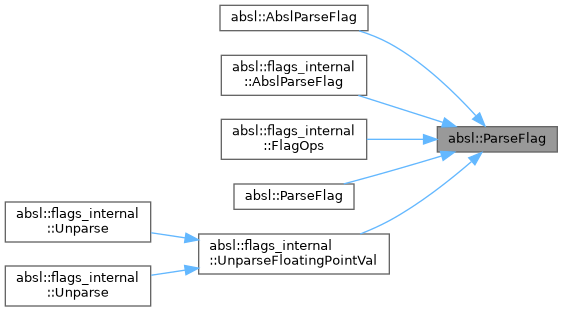 absl::AbslParseFlag
absl::flags_internal
::AbslParseFlag
absl::flags_internal
::FlagOps
absl::ParseFlag
absl::ParseFlag
absl::flags_internal
::Unparse
absl::flags_internal
::UnparseFloatingPointVal
absl::flags_internal
::Unparse